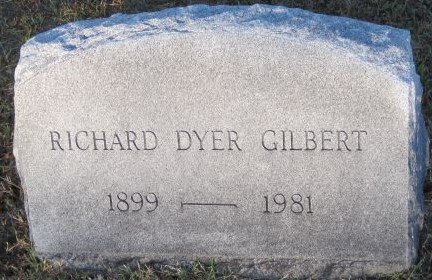 RICHARD DYER GILBERT
1899 — 1981